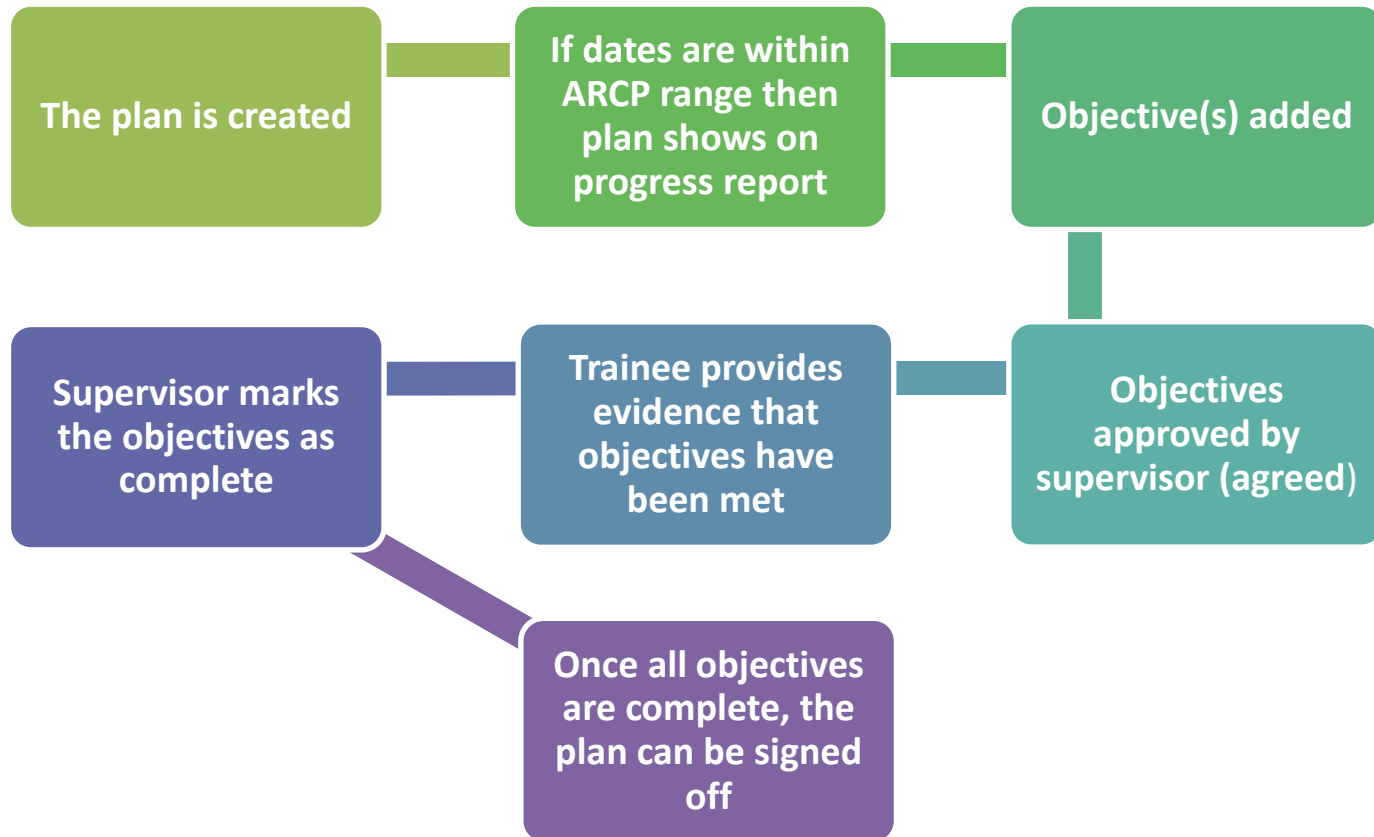 The plan is created
If dates are within
ARCP range then
plan shows on
progress report
Objective(s) added
Objectives
approved by
supervisor (agreed)
Trainee provides
evidence that
objectives have
been met
Supervisor marks
the objectives as
complete
Once all objectives
are complete, the
plan can be signed
off